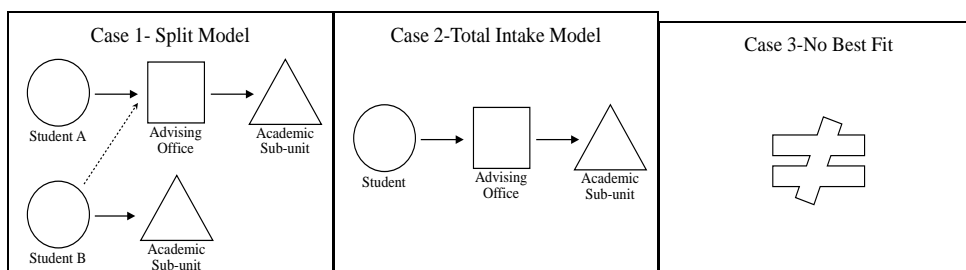 Case 1- Split Model
Student A
Advising
Office
Academic
Sub-unit
Student B
Academic
Sub-unit
Case 2-Total Intake Model
Student
Advising
Office
Academic
Sub-unit
Case 3-No Best Fit